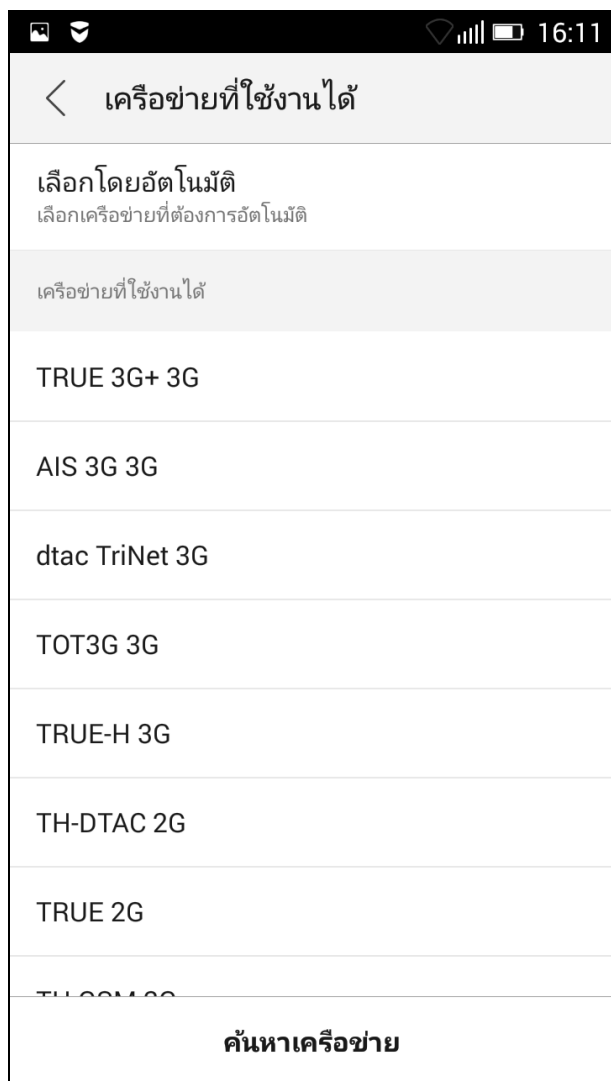 16:11
เครือข่ายที่ใช้งานได้
เลือกโดยอัตโนมัติ
เลือกเครือข่ายที่ต้องการอัตโนมัติ
เครือข่ายที่ใช้งานได้
TRUE 3G+ 3G
AIS 3G 3G
dtac TriNet 3G
TOT3G 3G
TRUE-H 3G
TH-DTAC 2G
TRUE 2G
ค้นหาเครือข่าย